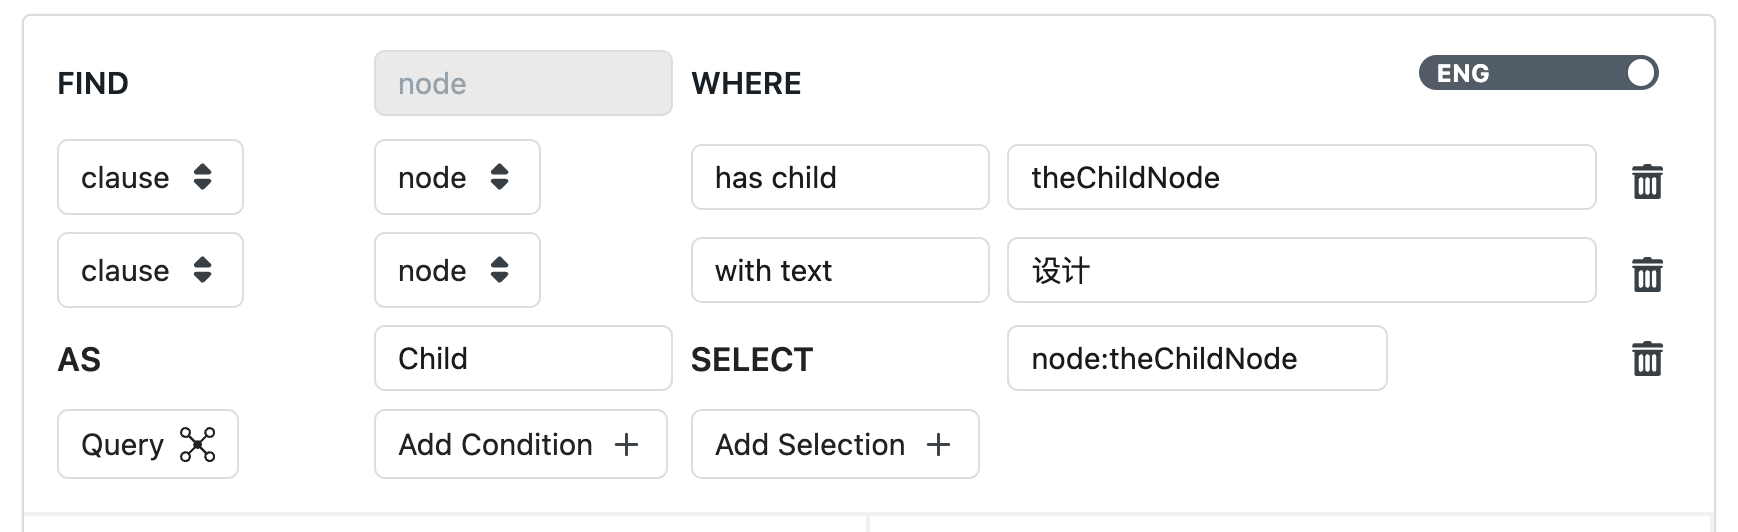 FIND node WHERE ENG
clause node has child theChildNode
clause node with text 设计
AS Child SELECT node:theChildNode
Query Add Condition + Add Selection +